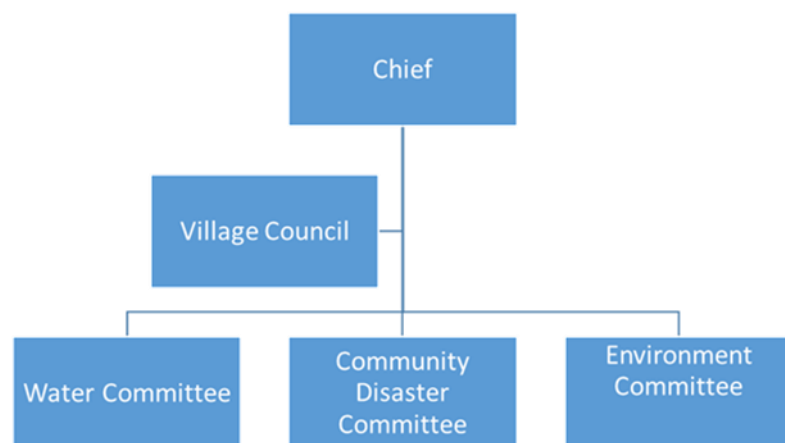 Chief
Village Council
Water Committee
Community
Disaster
Committee
Environment
Committee